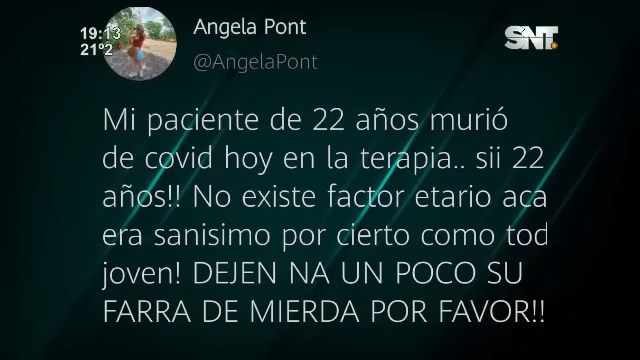 19:13
21º2
Angela Pont
@AngelaPont
SNT.
Mi paciente de 22 años murió
de covid hoy en la terapia.. sii 22
años!! No existe factor etario aca
era sanisimo por cierto como tod
joven! DEJEN NA UN POCO SU
FARRA DE MIERDA POR FAVOR!!